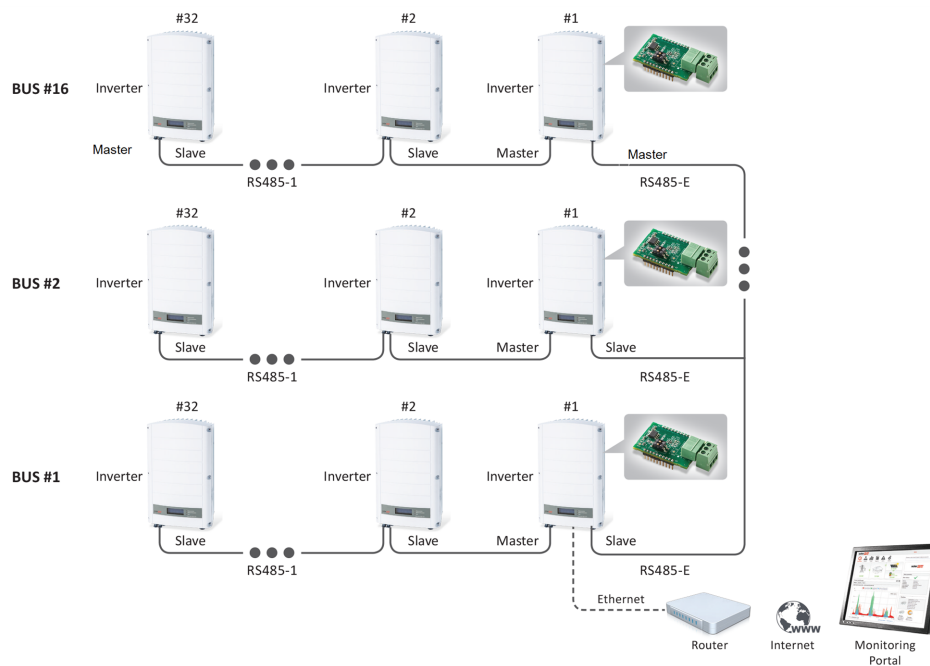 #32 #2 #1
BUS #16 Inverter Inverter Inverter
Master Slave Slave Master Master
RS485-1 RS485-E
#32 #2 #1
BUS #2 Inverter Inverter Inverter
Slave Slave Master Slave
RS485-1 RS485-E
#32 #2 #1
BUS #1 Inverter Inverter Inverter
Slave Slave Master Slave
RS485-1 RS485-E
Ethernet
www
Router Internet Monitoring
Portal